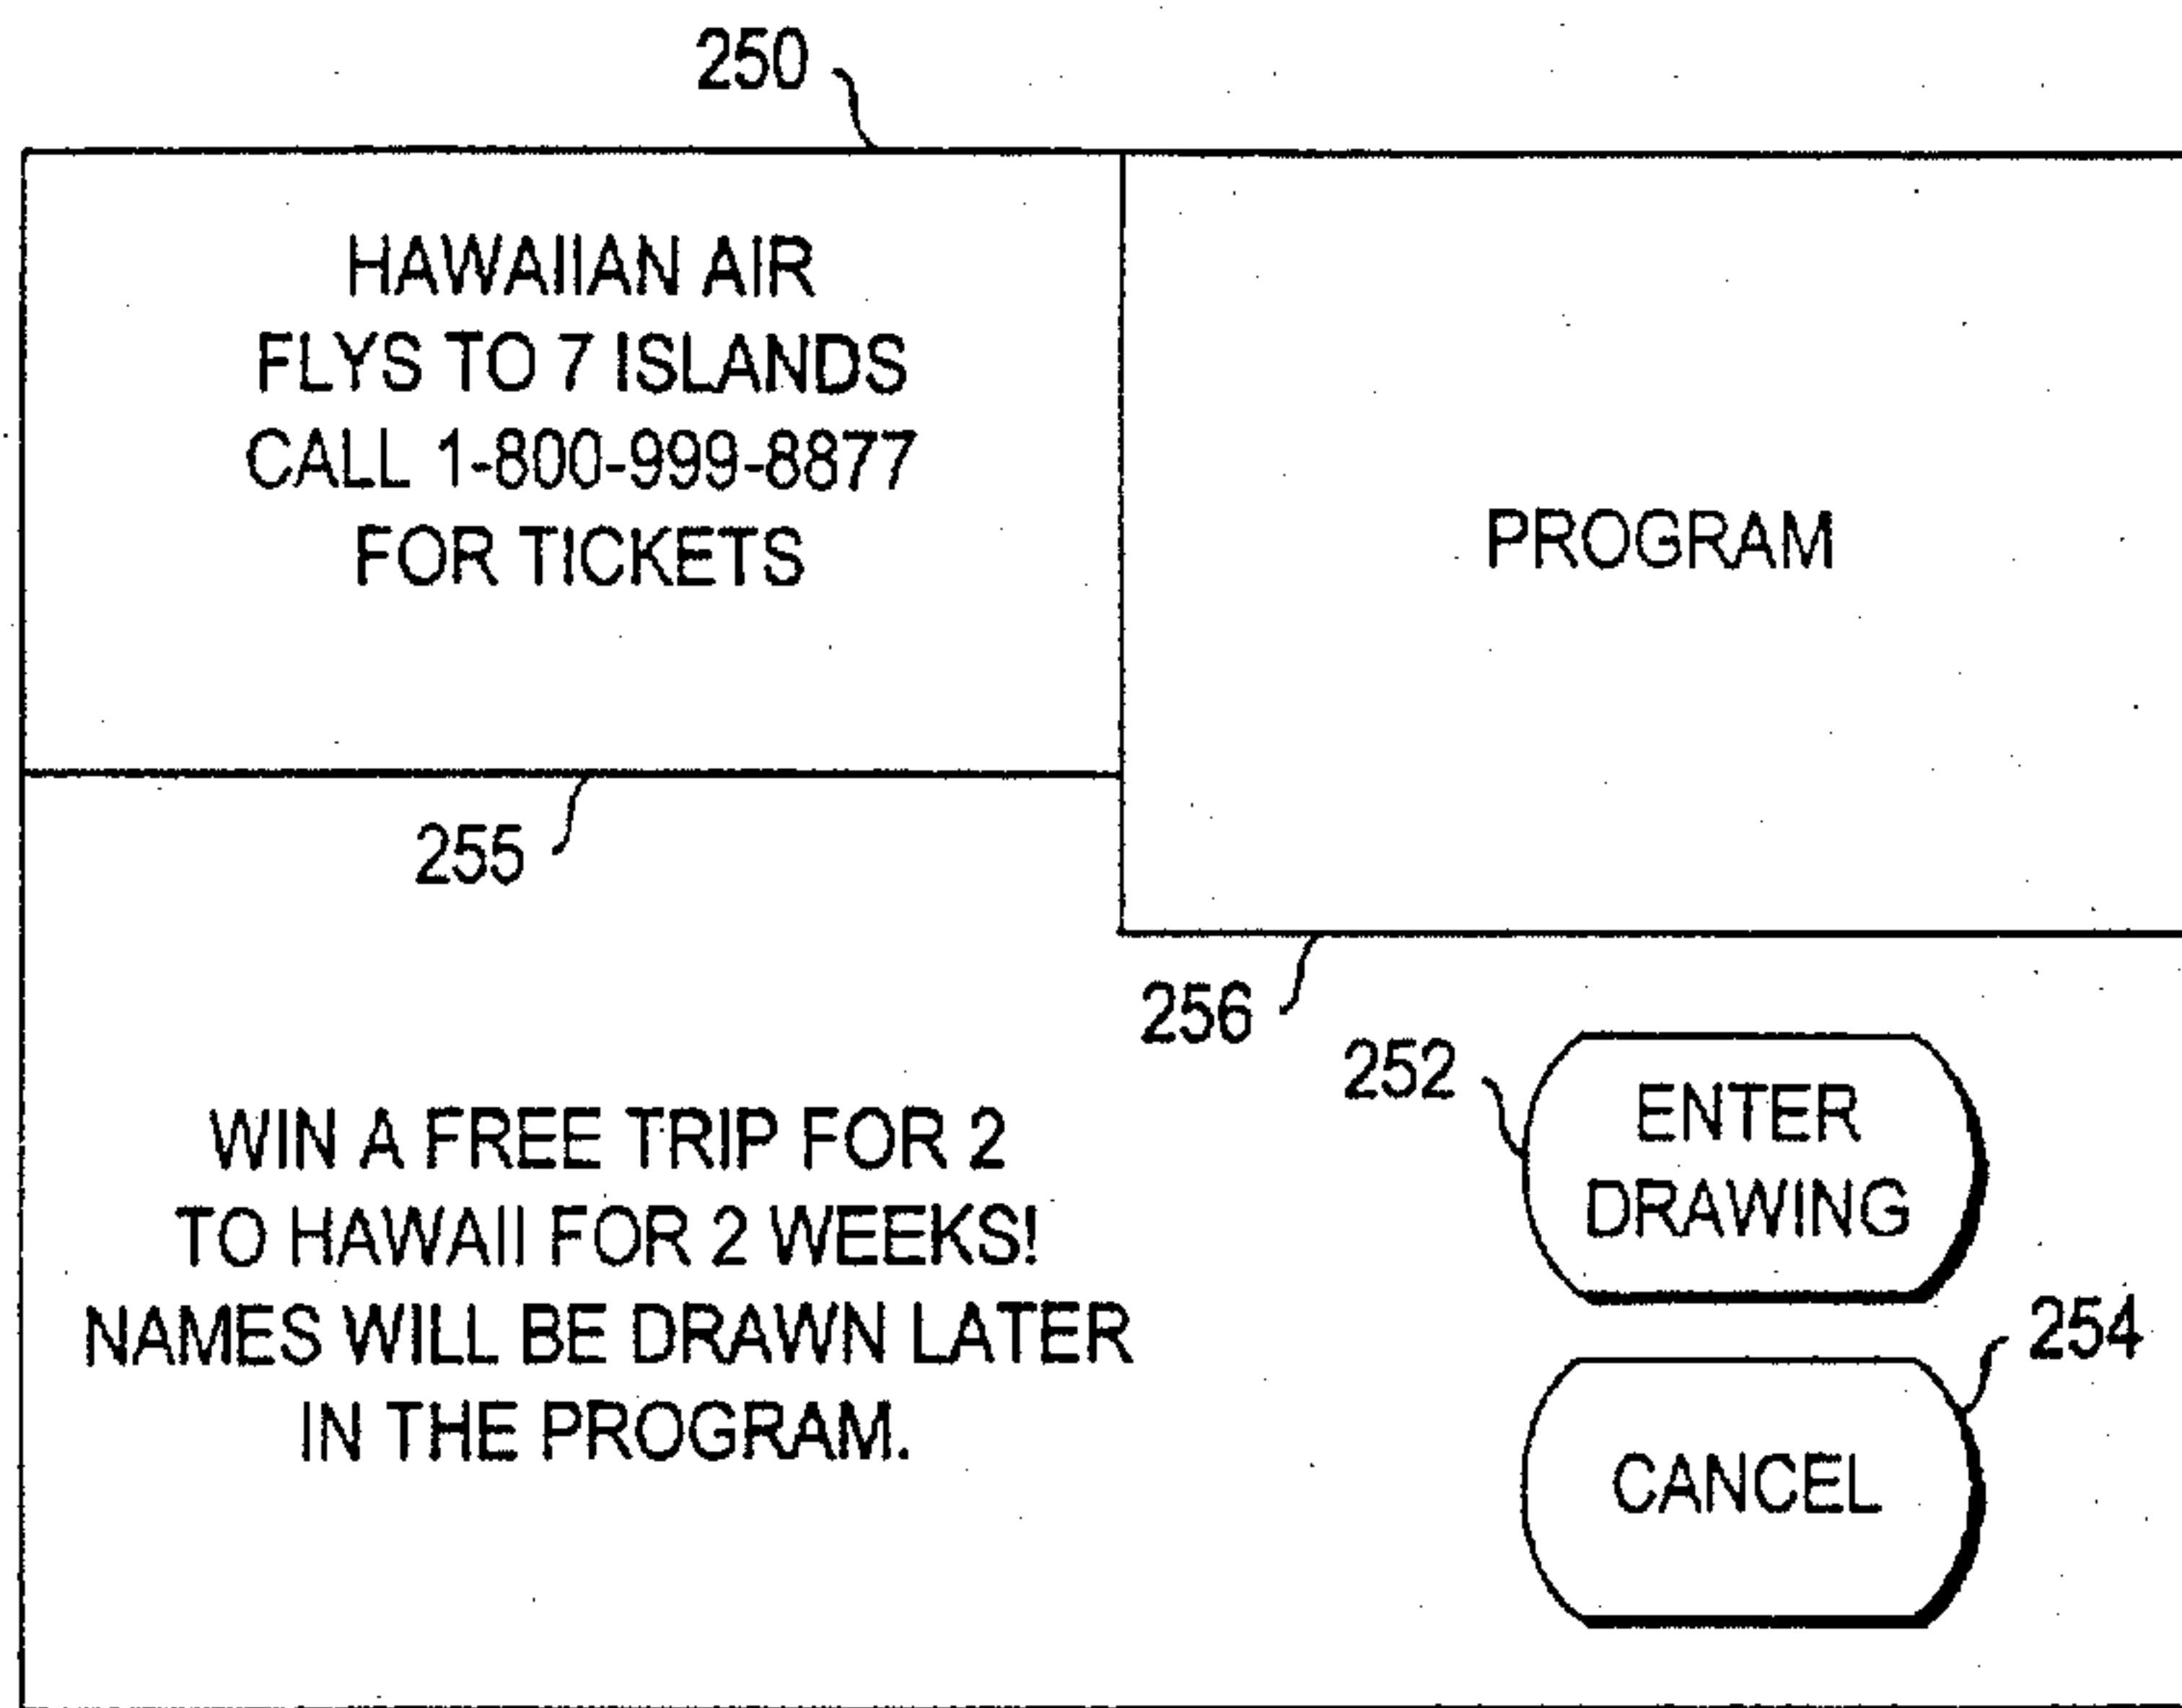 250
HAWAIIAN AIR
FLYS TO 7 ISLANDS
CALL 1-800-999-8877
FOR TICKETS
PROGRAM
255
256
252
ENTER
DRAWING
254
WIN A FREE TRIP FOR 2
TO HAWAII FOR 2 WEEKS!
NAMES WILL BE DRAWN LATER
IN THE PROGRAM.
CANCEL